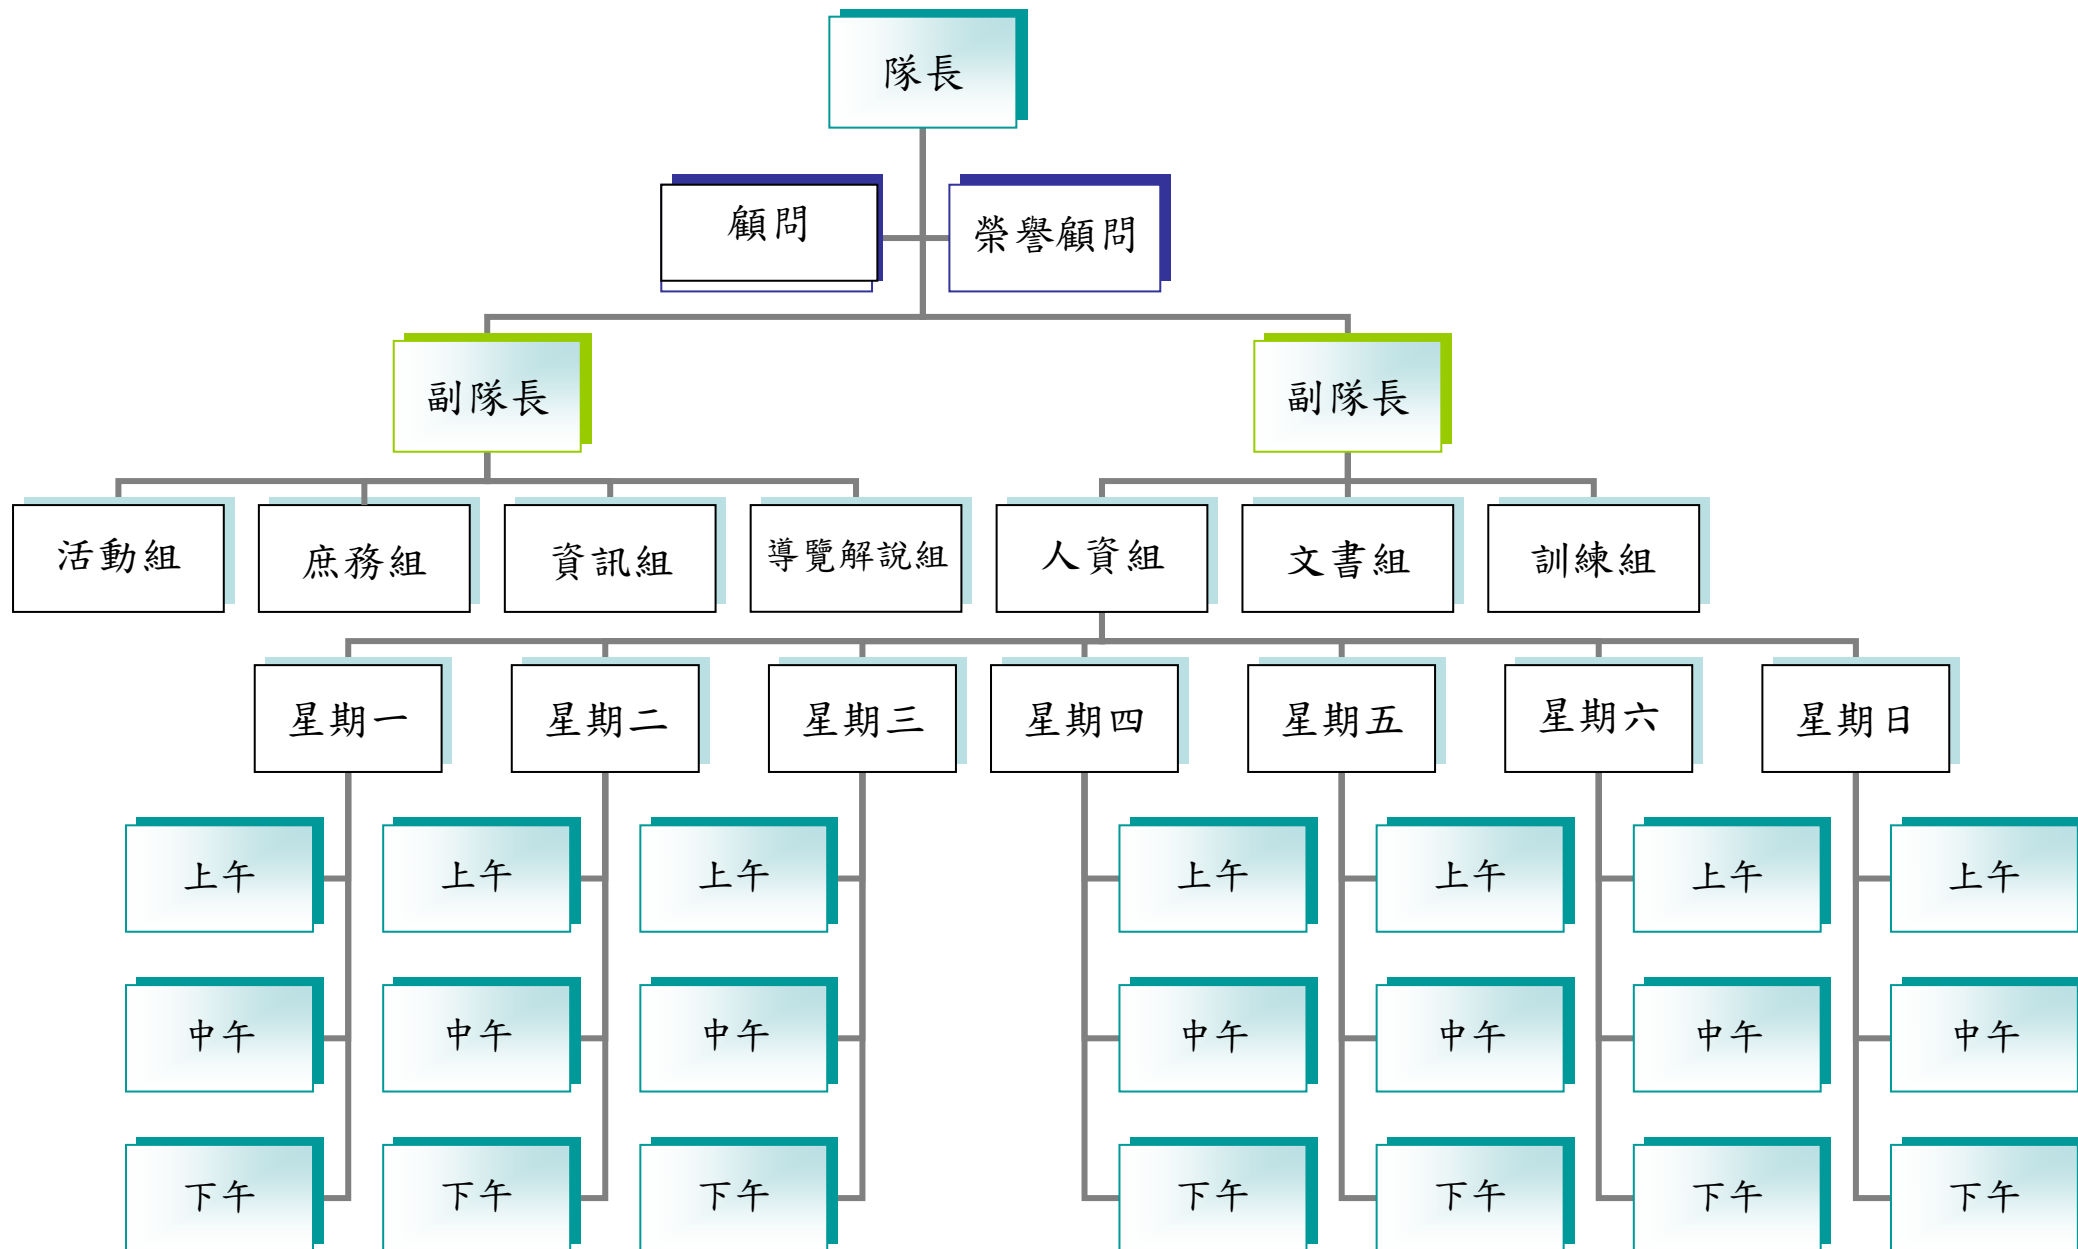 隊長
顧問
榮譽顧問
副隊長
副隊長
活動組
庶務組
資訊組
導覽解說組
人資組
文書組
訓練組
星期一
星期二
星期三
星期四
星期五
星期六
星期日
上午
上午
上午
上午
上午
上午
上午
中午
中午
中午
中午
中午
中午
中午
下午
下午
下午
下午
下午
下午
下午